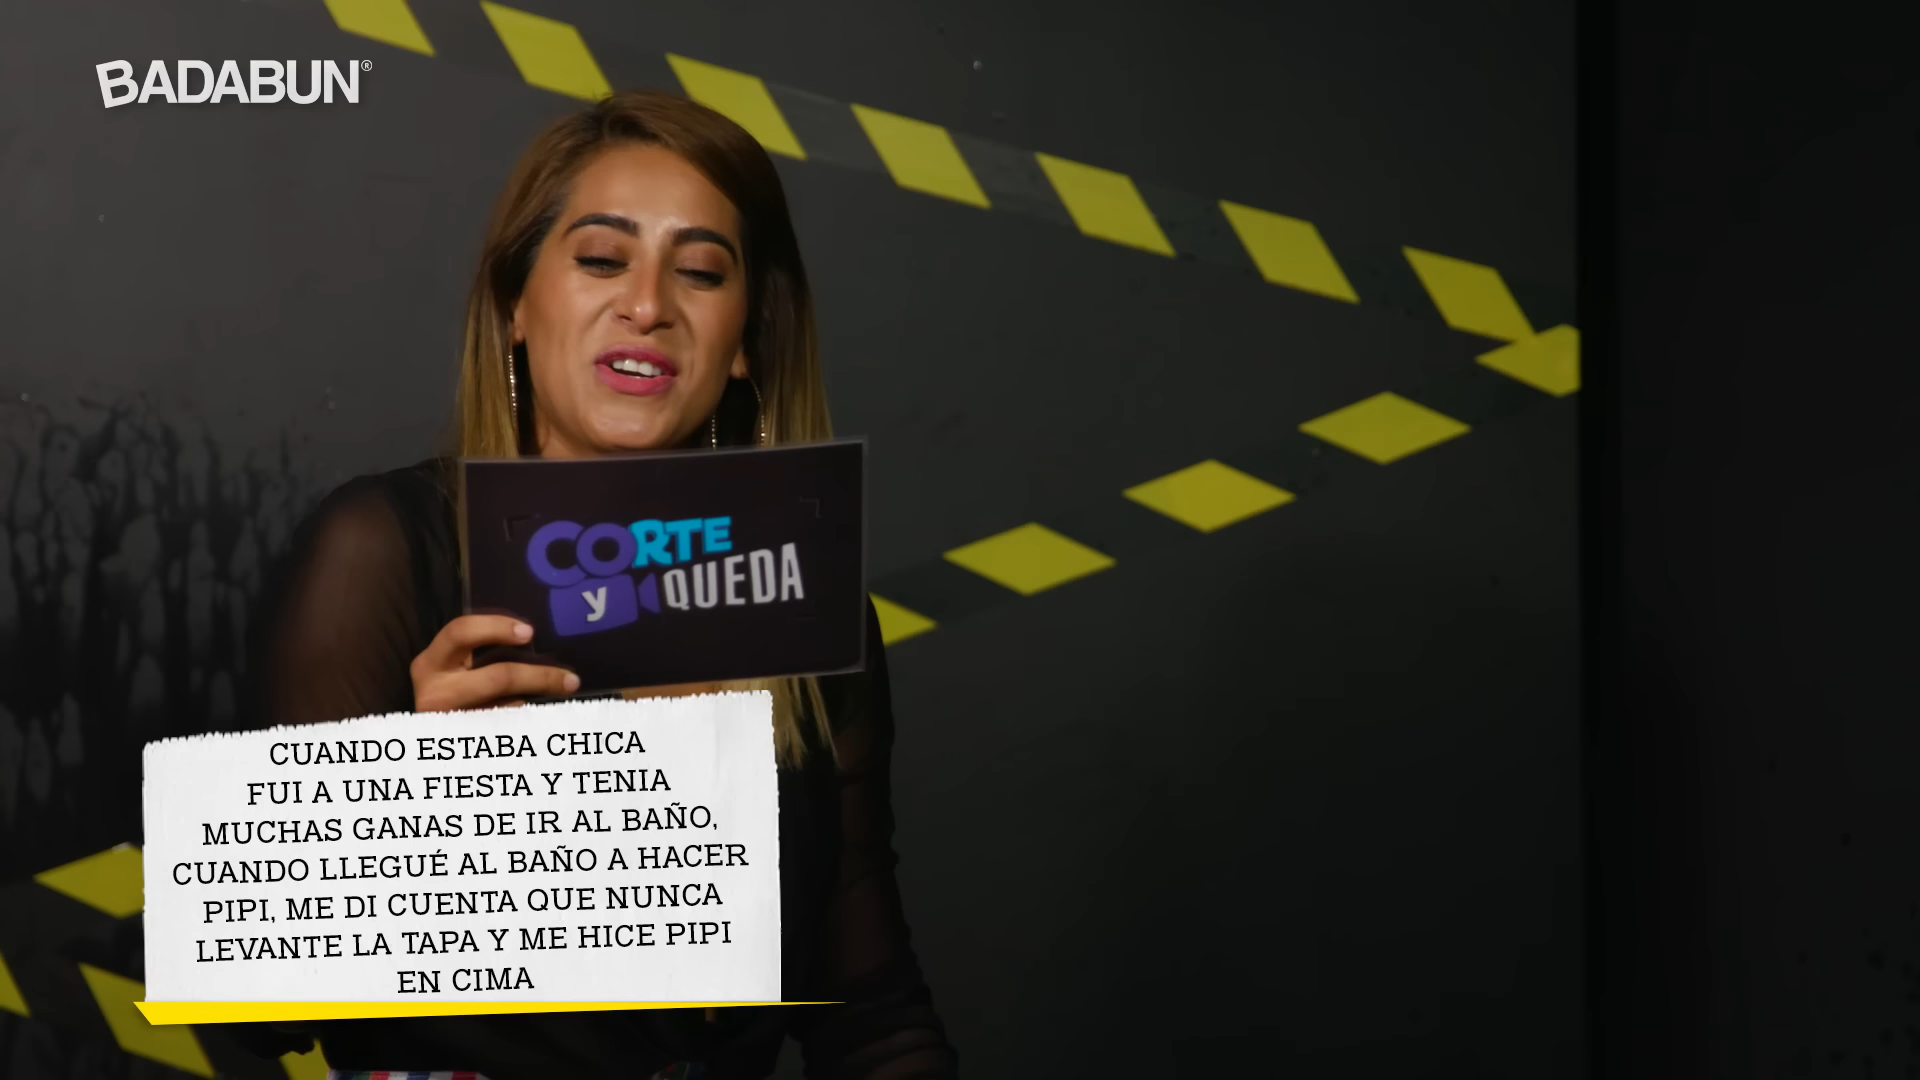 BADABUN®
CORTE
y QUEDA
CUANDO ESTABA CHICA
FUI A UNA FIESTA Y TENIA
MUCHAS GANAS DE IR AL BAÑO,
CUANDO LLEGUÉ AL BAÑO A HACER
PIPI, ME DI CUENTA QUE NUNCA
LEVANTE LA TAPA Y ME HICE PIPI
EN CIMA